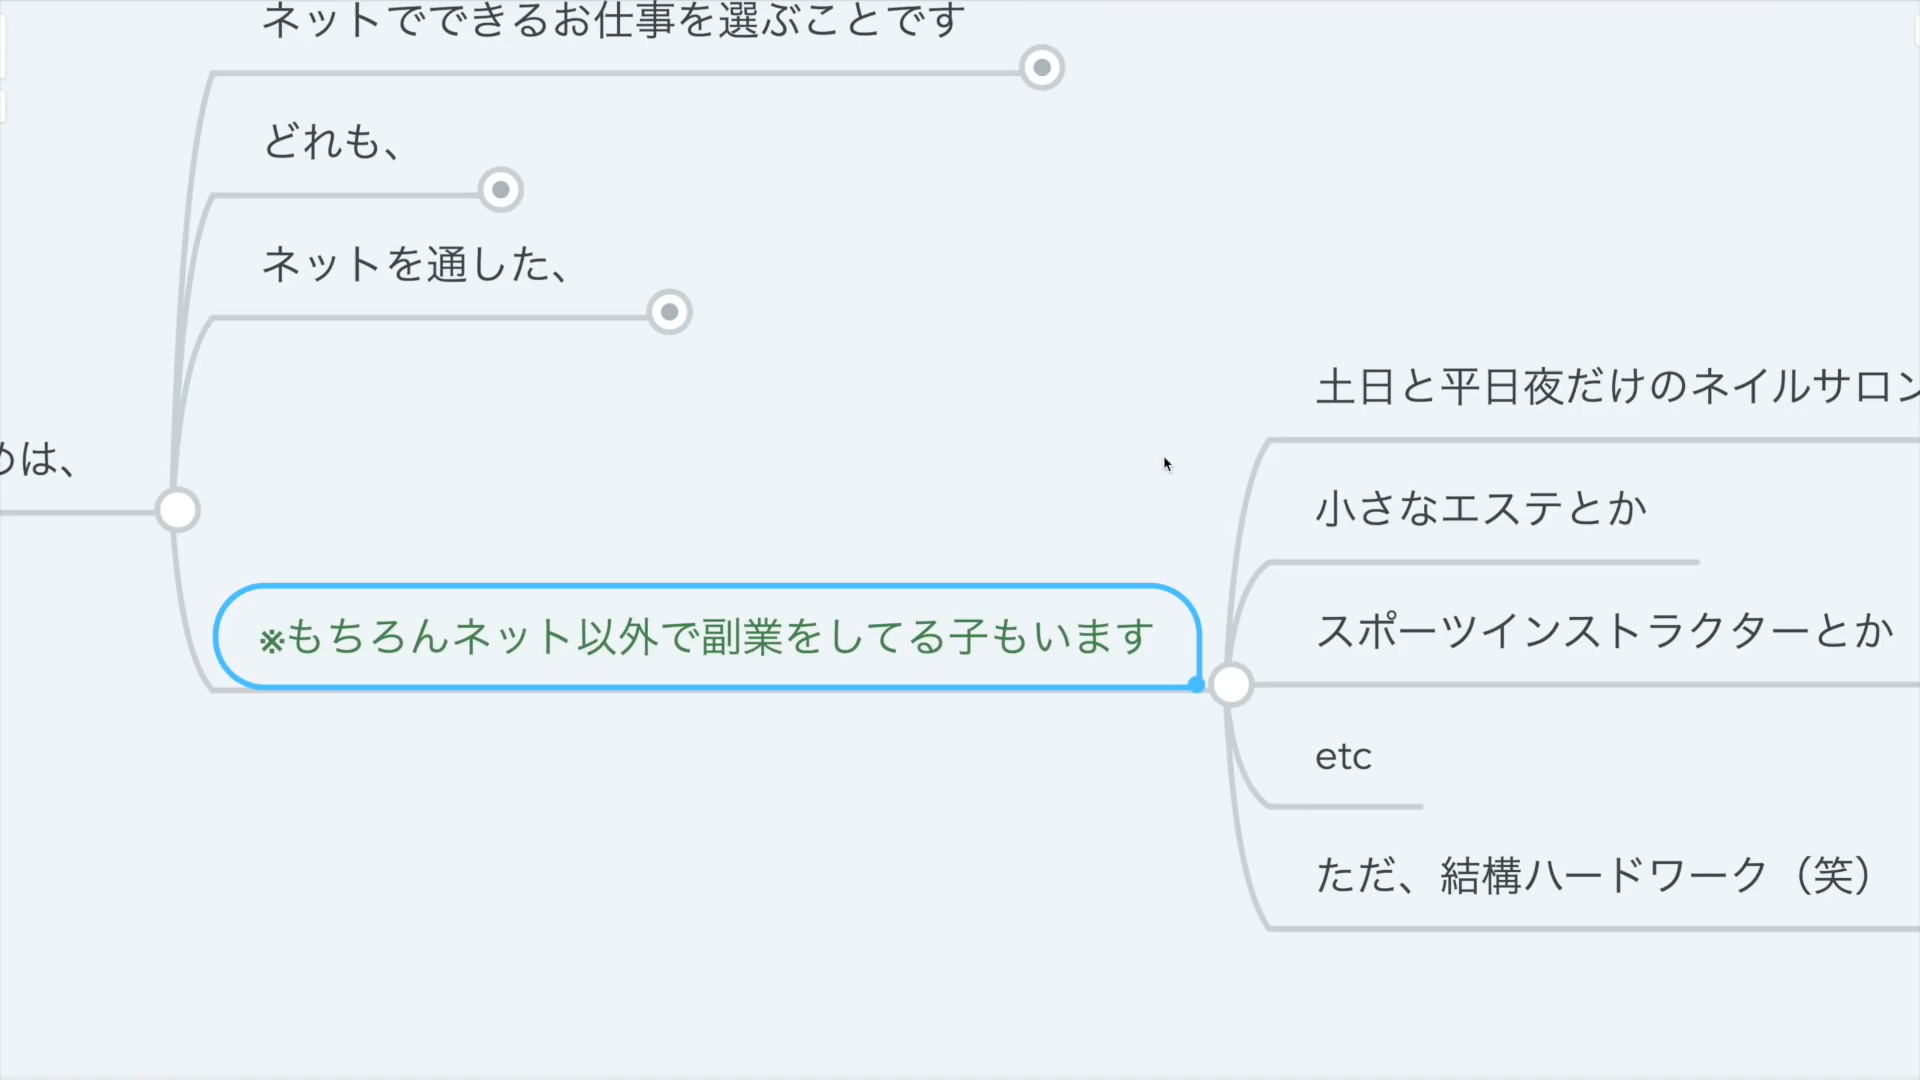 ネットでできるお仕事を選ぶことです
どれも、
ネットを通した、
めは、
※もちろんネット以外で副業をしてる子もいます
土日と平日夜だけのネイルサロン
小さなエステとか
スポーツインストラクターとか
etc
ただ、結構ハードワーク（笑）